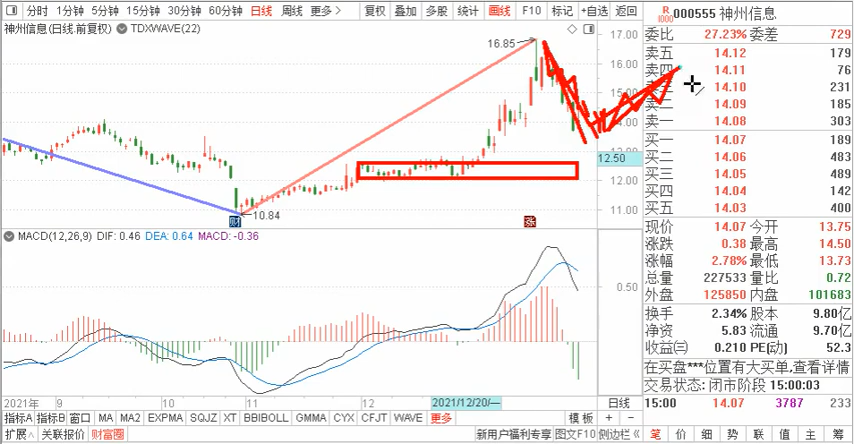 分时 1分钟 5分钟 15分钟 30分钟 60分钟 日线 周线 更多 > 复权 叠加 多股 统计 画线 F10 标记 +自选 返回
R 1000 000555 神州信息
神州信息(日线.前复权) TDXWAVE(22)
委比 27.23% 委差 729
卖五 14.12 179
卖四 14.11 76
14.10 231
卖二 14.09 185
卖一 14.08 303
买一 14.07 189
买二 14.06 483
买三 14.05 489
买四 14.04 142
买五 14.03 400
现价 14.07 今开 13.75
涨跌 0.38 最高 14.50
涨幅 2.78% 最低 13.73
总量 227533 量比 0.72
外盘 125850 内盘 101683
换手 2.34% 股本 9.80亿
净资 5.83 流通 9.70亿
收益㈢ 0.210 PE(动) 52.3
在买盘***位置有大买单,查看详情
交易状态: 闭市阶段 15:00:03
15:00 14.07 3787 233
笔 价 细 势 联 值 主 筹
17.00
16.00
15.00
14.00
13.00
12.50
12.00
11.00
16.85
10.84
财
涨
MACD(12,26,9) DIF: 0.46 DEA: 0.64 MACD: -0.36
0.50
2021年 9 10 11 12 2021/12/20/一 日线
指标A 指标B 窗口 MA MA2 EXPMA SQJZ XT BBIBOLL GMMA CYX CFJT WAVE 更多 模板 + −
扩展∧ 关联报价 财富圈 新用户福利专享 图文F10 侧边栏《